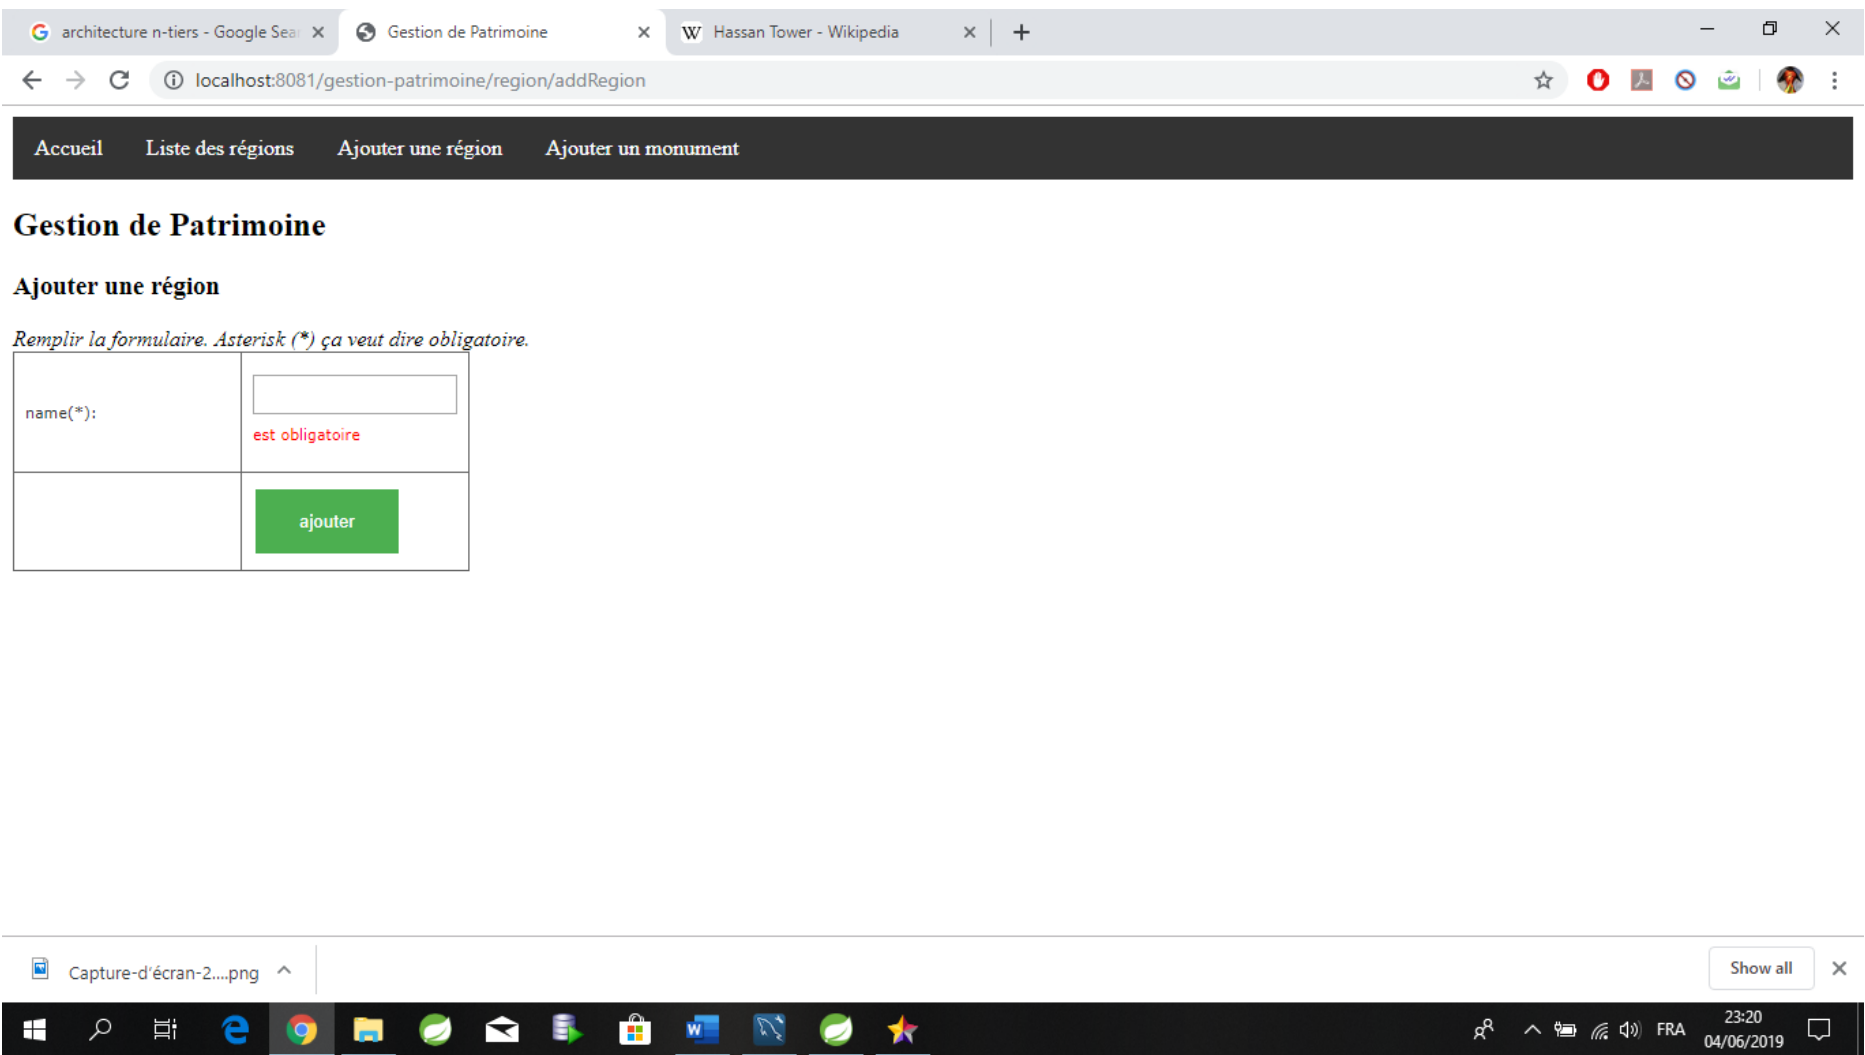 architecture n-tiers - Google Sear
Gestion de Patrimoine
W Hassan Tower - Wikipedia
localhost:8081/gestion-patrimoine/region/addRegion
Accueil Liste des régions Ajouter une région Ajouter un monument
Gestion de Patrimoine
Ajouter une région
Remplir la formulaire. Asterisk (*) ça veut dire obligatoire.
name(*):
est obligatoire
ajouter
Capture-d'écran-2....png
Show all
FRA
23:20
04/06/2019